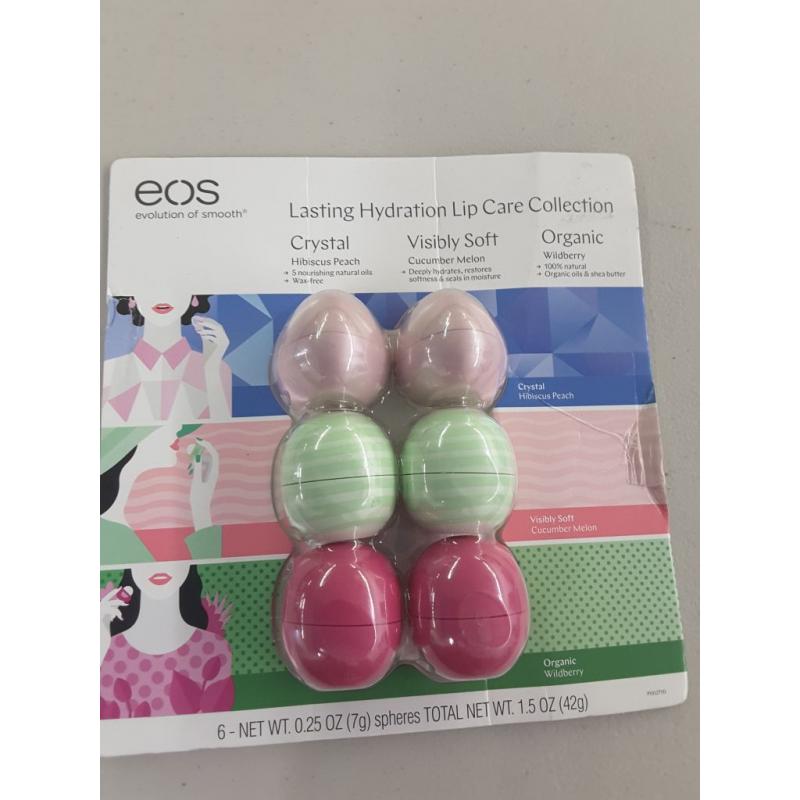 eos
evolution of smooth®
Lasting Hydration Lip Care Collection
Crystal
Hibiscus Peach
→ 5 nourishing natural oils
→ Wax-free
Visibly Soft
Cucumber Melon
→ Deeply hydrates, restores
softness & seals in moisture
Organic
Wildberry
→ 100% natural
→ Organic oils & shea butter
Crystal
Hibiscus Peach
Visibly Soft
Cucumber Melon
Organic
Wildberry
6 - NET WT. 0.25 OZ (7g) spheres TOTAL NET WT. 1.5 OZ (42g)